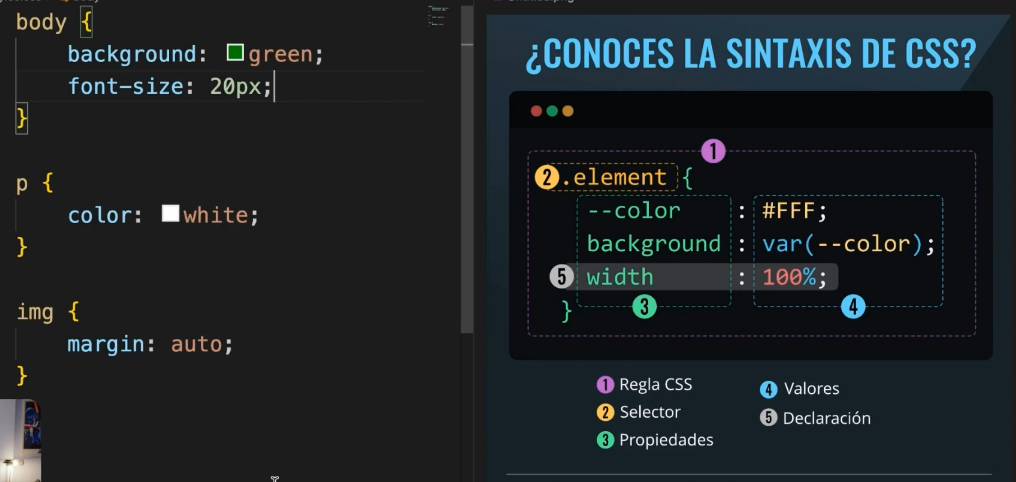 body {
background: green;
font-size: 20px;
}
p {
color: white;
}
img {
margin: auto;
}
¿CONOCES LA SINTAXIS DE CSS?
1
2 .element {
--color : #FFF;
background : var(--color);
5 width : 100%;
} 3 4
1 Regla CSS
2 Selector
3 Propiedades
4 Valores
5 Declaración